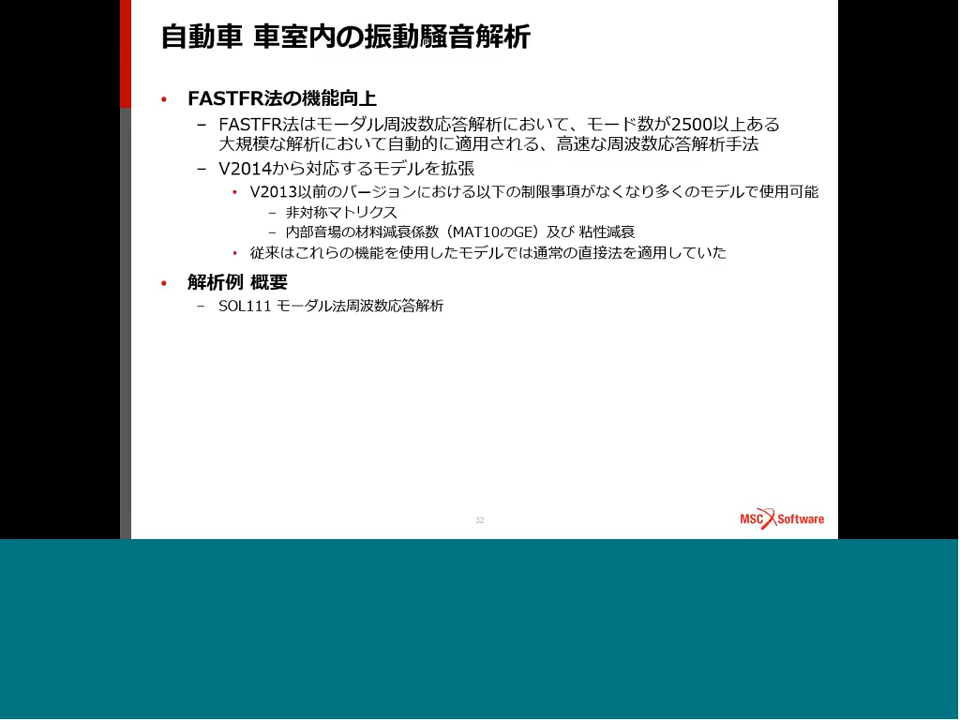 自動車 車室内の振動騒音解析
• FASTFR法の機能向上
– FASTFR法はモーダル周波数応答解析において、モード数が2500以上ある
大規模な解析において自動的に適用される、高速な周波数応答解析手法
– V2014から対応するモデルを拡張
• V2013以前のバージョンにおける以下の制限事項がなくなり多くのモデルで使用可能
– 非対称マトリクス
– 内部音場の材料減衰係数（MAT10のGE）及び 粘性減衰
• 従来はこれらの機能を使用したモデルでは通常の直接法を適用していた
• 解析例 概要
– SOL111 モーダル法周波数応答解析
32
MSC Software